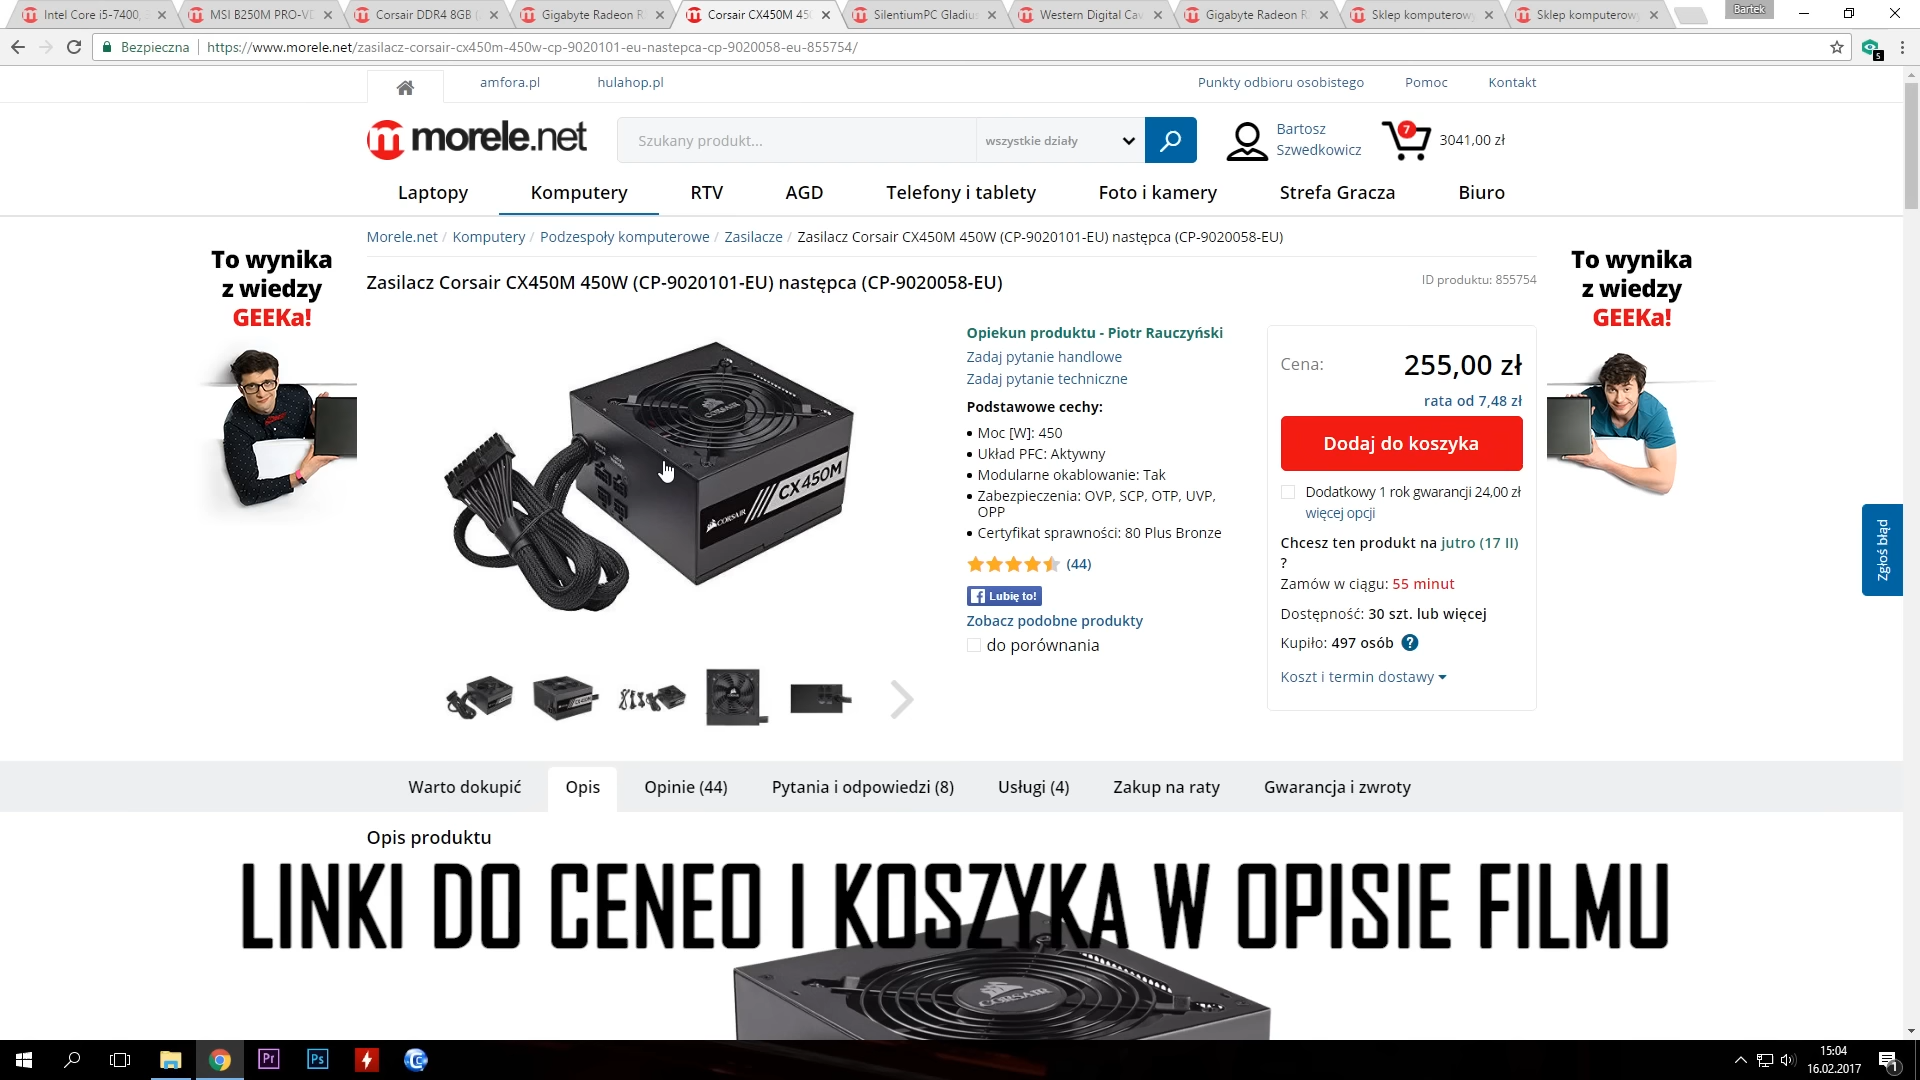 Intel Core i5-7400,
MSI B250M PRO-VD
Corsair DDR4 8GB (
Gigabyte Radeon R
Corsair CX450M 45
SilentiumPC Gladiu
Western Digital Cav
Gigabyte Radeon R
Sklep komputerowy
Sklep komputerowy
Bartek
Bezpieczna
https://www.morele.net/zasilacz-corsair-cx450m-450w-cp-9020101-eu-nastepca-cp-9020058-eu-855754/
5
amfora.pl
hulahop.pl
Punkty odbioru osobistego
Pomoc
Kontakt
morele.net
Szukany produkt...
wszystkie działy
Bartosz
Szwedkowicz
7
3041,00 zł
Laptopy
Komputery
RTV
AGD
Telefony i tablety
Foto i kamery
Strefa Gracza
Biuro
Morele.net / Komputery / Podzespoły komputerowe / Zasilacze / Zasilacz Corsair CX450M 450W (CP-9020101-EU) następca (CP-9020058-EU)
To wynika
z wiedzy
GEEKa!
To wynika
z wiedzy
GEEKa!
Zasilacz Corsair CX450M 450W (CP-9020101-EU) następca (CP-9020058-EU)
ID produktu: 855754
CORSAIR
CORSAIR
CX450M
Opiekun produktu - Piotr Rauczyński
Zadaj pytanie handlowe
Zadaj pytanie techniczne
Podstawowe cechy:
Moc [W]: 450
Układ PFC: Aktywny
Modularne okablowanie: Tak
Zabezpieczenia: OVP, SCP, OTP, UVP,
OPP
Certyfikat sprawności: 80 Plus Bronze
(44)
Lubię to!
Zobacz podobne produkty
do porównania
Cena:
255,00 zł
rata od 7,48 zł
Dodaj do koszyka
Dodatkowy 1 rok gwarancji 24,00 zł
więcej opcji
Chcesz ten produkt na jutro (17 II)
?
Zamów w ciągu: 55 minut
Dostępność: 30 szt. lub więcej
Kupiło: 497 osób ?
Koszt i termin dostawy
Zgłoś błąd
Warto dokupić
Opis
Opinie (44)
Pytania i odpowiedzi (8)
Usługi (4)
Zakup na raty
Gwarancja i zwroty
Opis produktu
LINKI DO CENEO I KOSZYKA W OPISIE FILMU
CORSAIR
Pr
Ps
15:04
16.02.2017
1